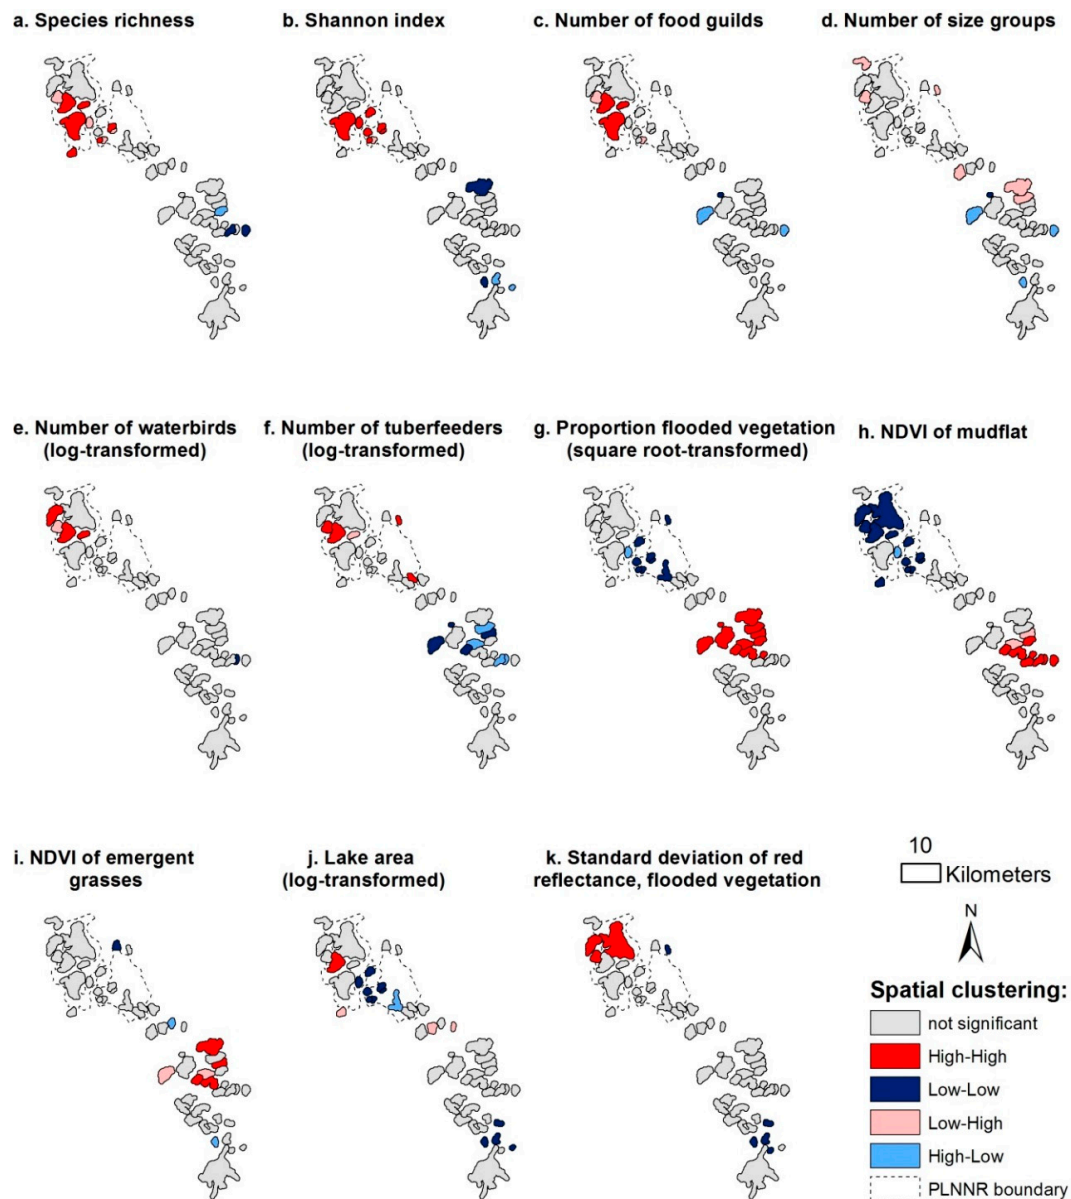 a. Species richness
b. Shannon index
c. Number of food guilds
d. Number of size groups
e. Number of waterbirds
(log-transformed)
f. Number of tuberfeeders
(log-transformed)
g. Proportion flooded vegetation
(square root-transformed)
h. NDVI of mudflat
i. NDVI of emergent
grasses
j. Lake area
(log-transformed)
k. Standard deviation of red
reflectance, flooded vegetation
10
Kilometers
N
Spatial clustering:
not significant
High-High
Low-Low
Low-High
High-Low
PLNNR boundary